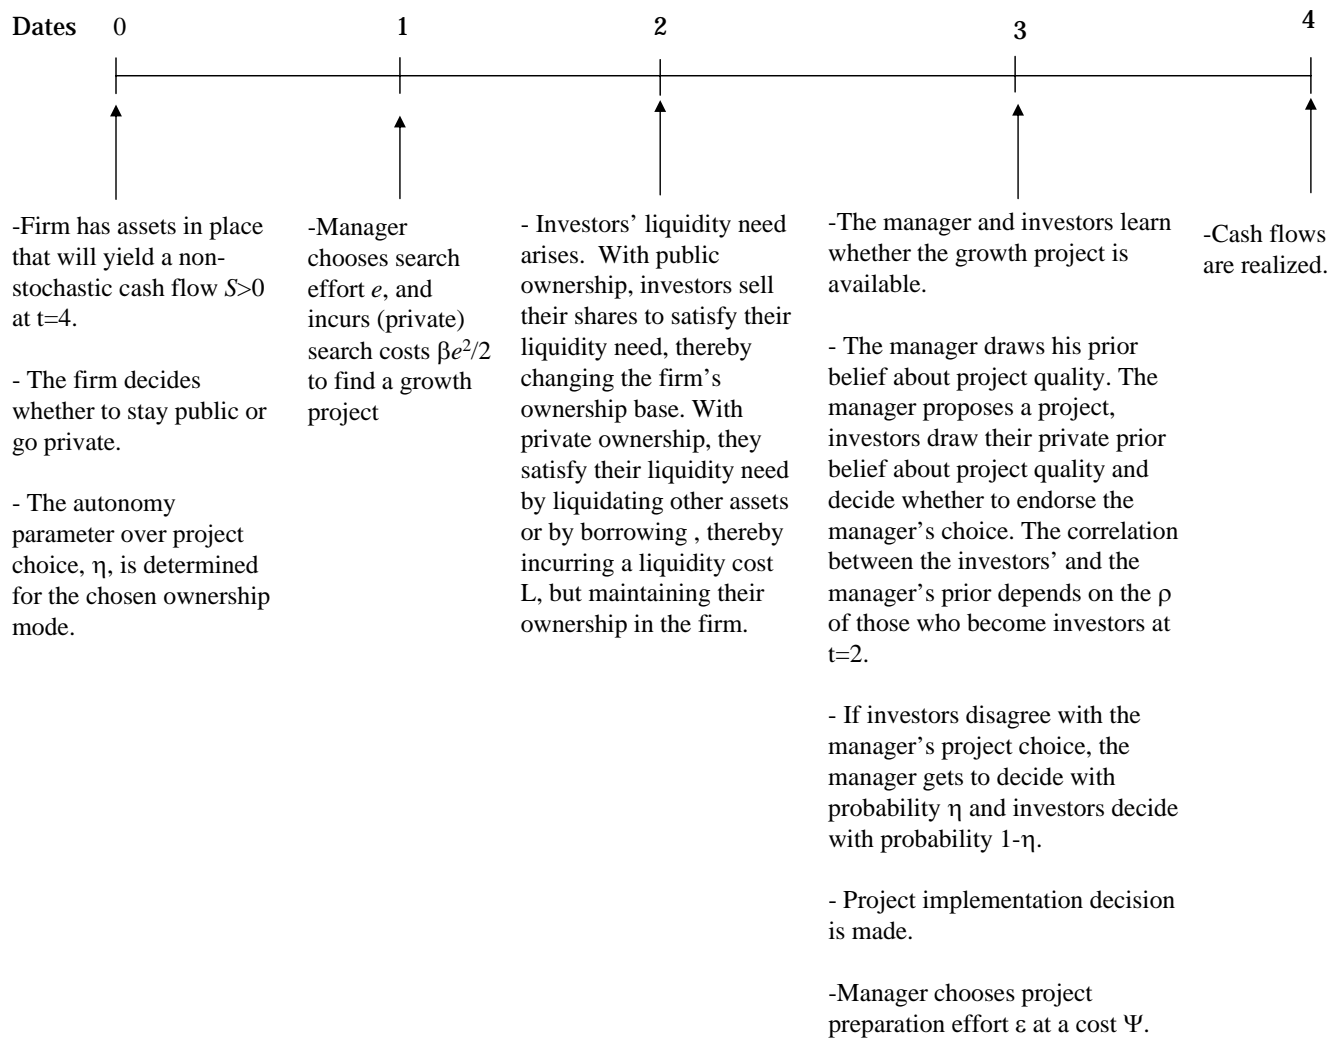 Dates 0 1 2 3 4
-Firm has assets in place
that will yield a non-
stochastic cash flow S>0
at t=4.
- The firm decides
whether to stay public or
go private.
- The autonomy
parameter over project
choice, η, is determined
for the chosen ownership
mode.
-Manager
chooses search
effort e, and
incurs (private)
search costs βe²/2
to find a growth
project
- Investors’ liquidity need
arises.  With public
ownership, investors sell
their shares to satisfy their
liquidity need, thereby
changing the firm’s
ownership base. With
private ownership, they
satisfy their liquidity need
by liquidating other assets
or by borrowing , thereby
incurring a liquidity cost
L, but maintaining their
ownership in the firm.
-The manager and investors learn
whether the growth project is
available.
- The manager draws his prior
belief about project quality. The
manager proposes a project,
investors draw their private prior
belief about project quality and
decide whether to endorse the
manager’s choice. The correlation
between the investors’ and the
manager’s prior depends on the ρ
of those who become investors at
t=2.
- If investors disagree with the
manager’s project choice, the
manager gets to decide with
probability η and investors decide
with probability 1-η.
- Project implementation decision
is made.
-Manager chooses project
preparation effort ε at a cost Ψ.
-Cash flows
are realized.